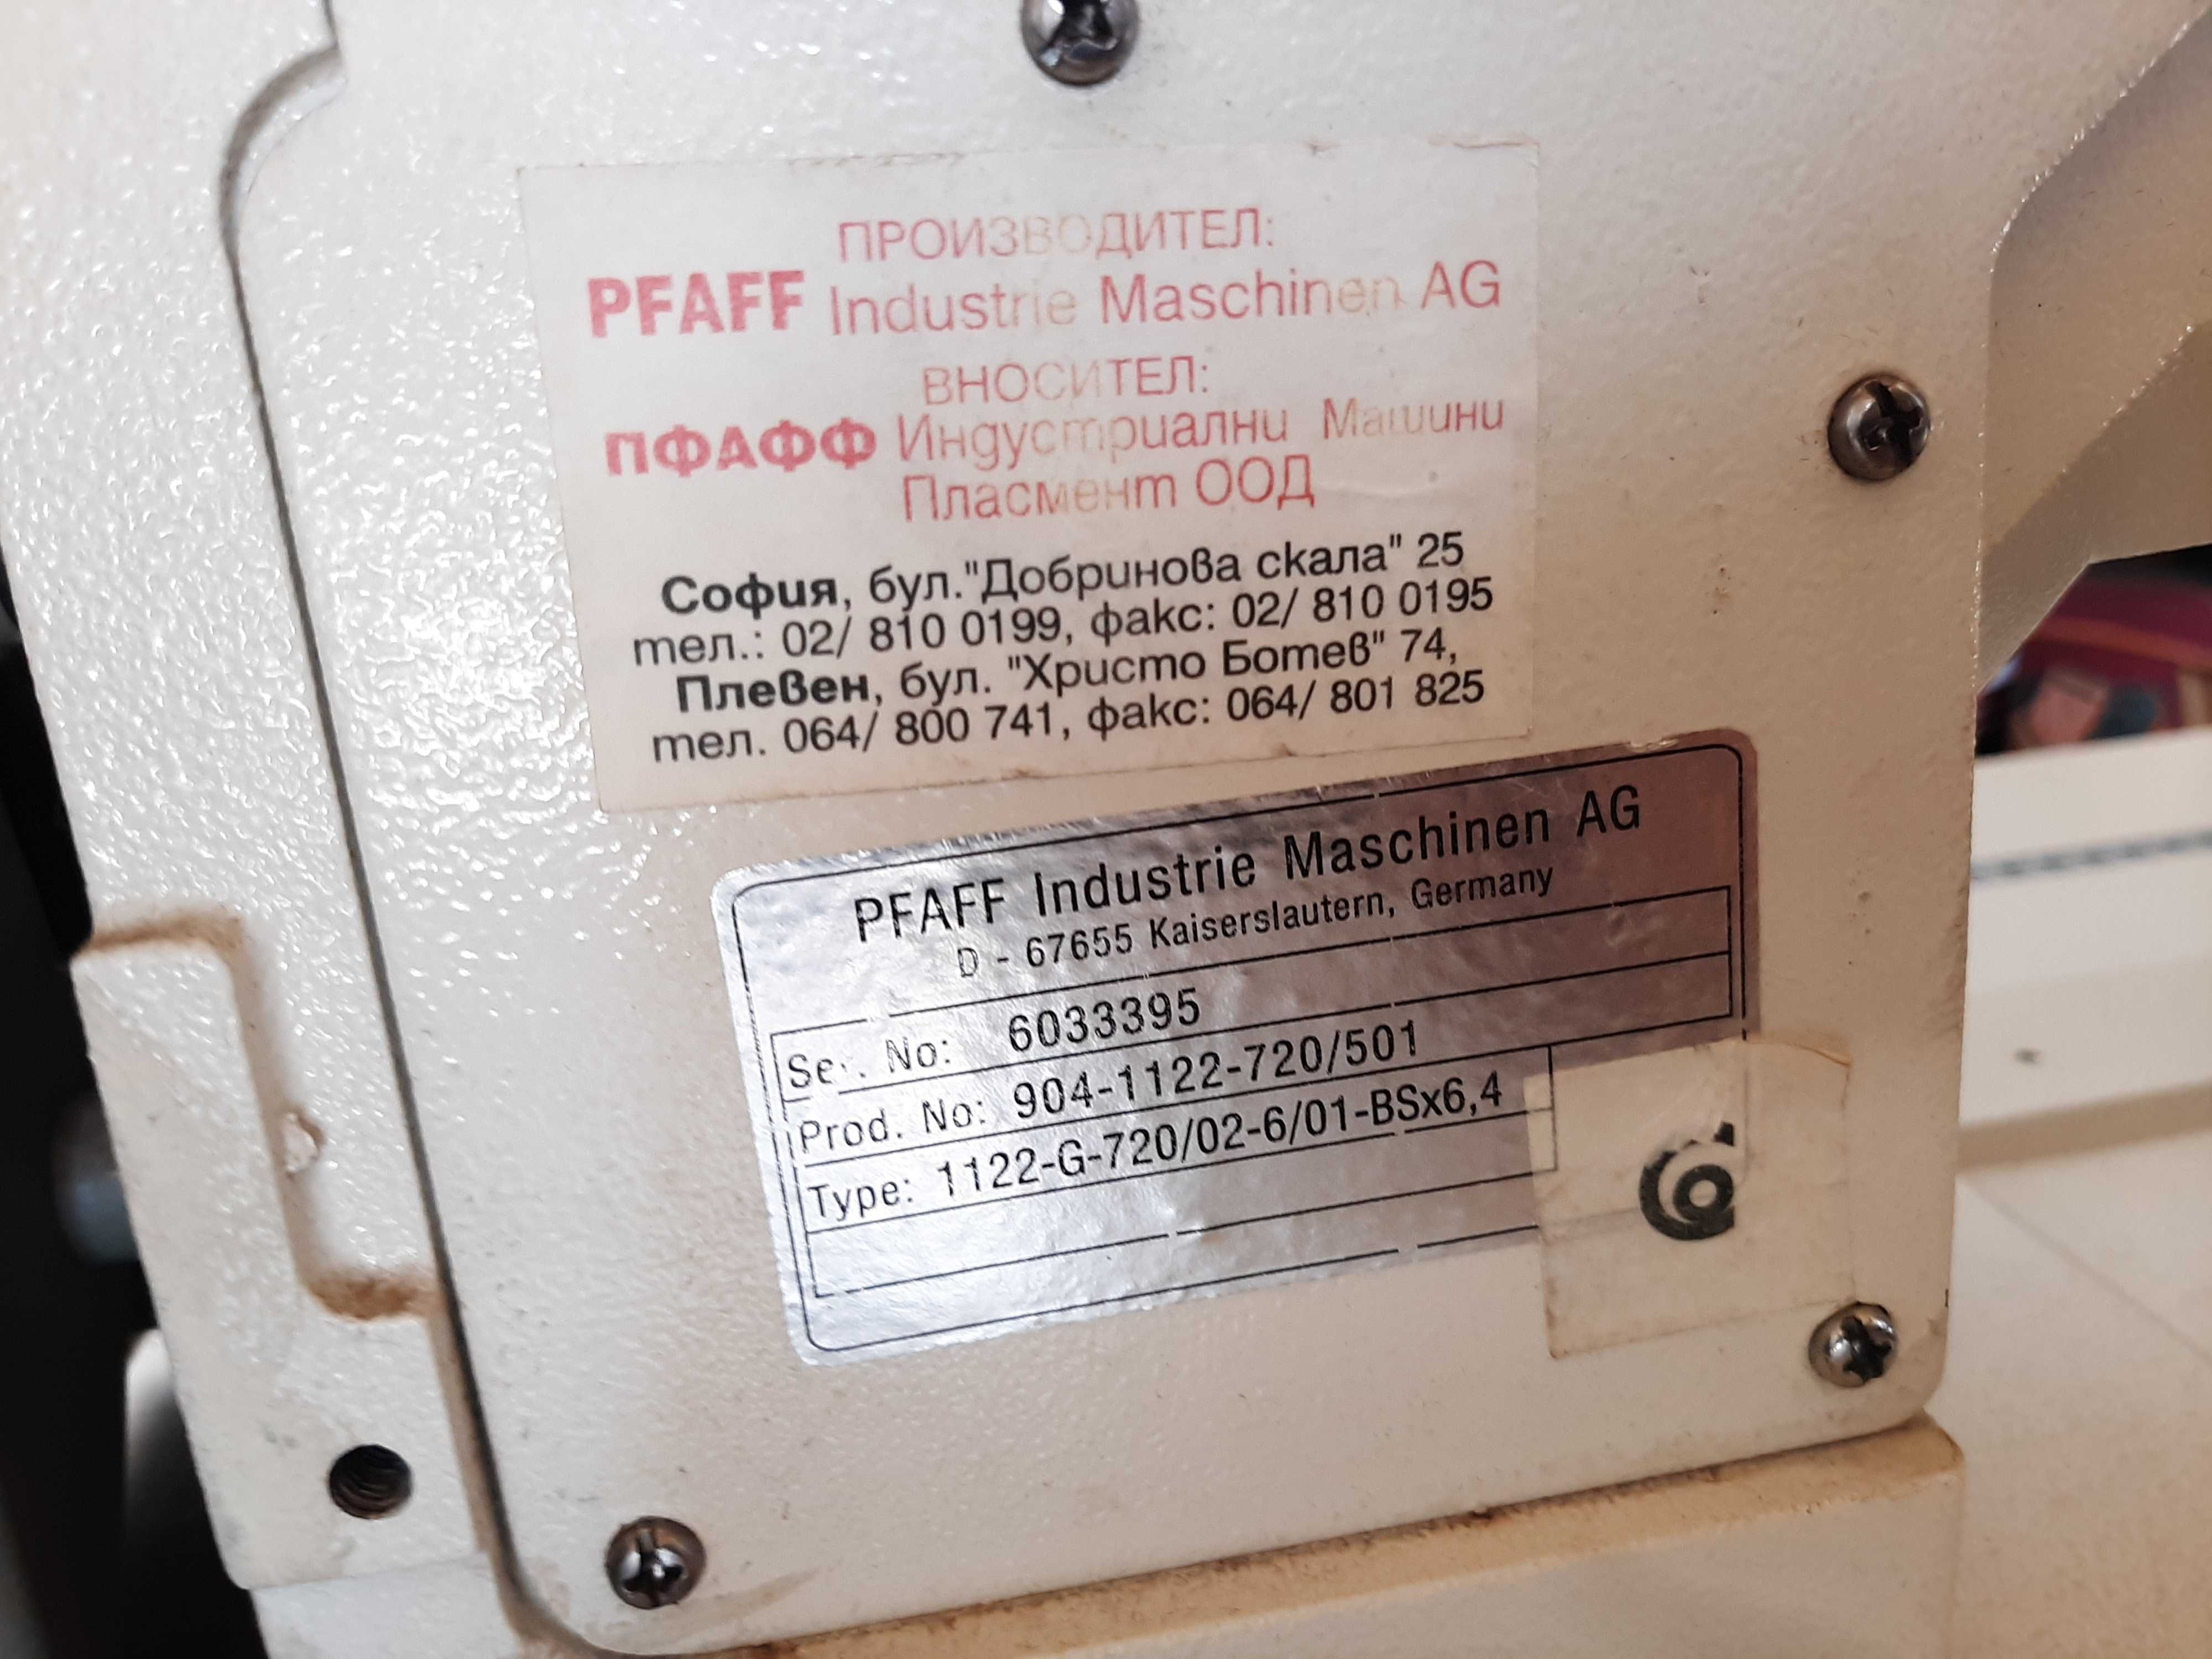 ПРОИЗВОДИТЕЛ:
PFAFF Industrie Maschinen AG
ВНОСИТЕЛ:
ПФАФФ Индустриални Машини
Пласмент ООД
София, бул."Добринова скала" 25
тел.: 02/ 810 0199, факс: 02/ 810 0195
Плевен, бул. "Христо Ботев" 74,
тел. 064/ 800 741, факс: 064/ 801 825
PFAFF Industrie Maschinen AG
D - 67655 Kaiserslautern, Germany
Ser. No: 6033395
Prod. No: 904-1122-720/501
Type: 1122-G-720/02-6/01-BSx6,4